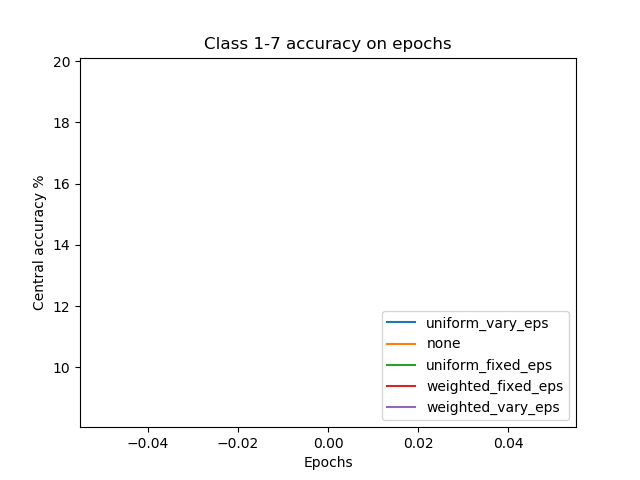 Class 1-7 accuracy on epochs
Central accuracy %
20
18
16
14
12
10
uniform_vary_eps
none
uniform_fixed_eps
weighted_fixed_eps
weighted_vary_eps
−0.04
−0.02
0.00
0.02
0.04
Epochs